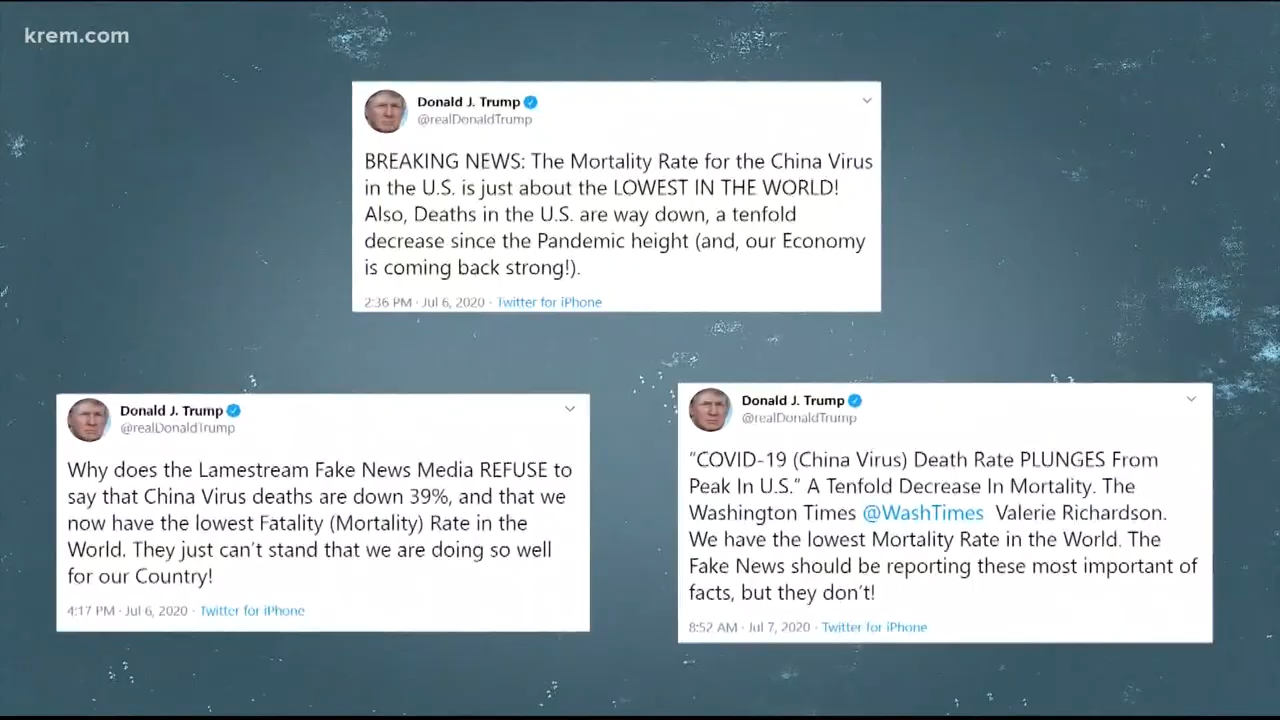 krem.com
Donald J. Trump
@realDonaldTrump
BREAKING NEWS: The Mortality Rate for the China Virus
in the U.S. is just about the LOWEST IN THE WORLD!
Also, Deaths in the U.S. are way down, a tenfold
decrease since the Pandemic height (and, our Economy
is coming back strong!).
2:36 PM · Jul 6, 2020 · Twitter for iPhone
Donald J. Trump
@realDonaldTrump
Why does the Lamestream Fake News Media REFUSE to
say that China Virus deaths are down 39%, and that we
now have the lowest Fatality (Mortality) Rate in the
World. They just can't stand that we are doing so well
for our Country!
4:17 PM · Jul 6, 2020 · Twitter for iPhone
Donald J. Trump
@realDonaldTrump
"COVID-19 (China Virus) Death Rate PLUNGES From
Peak In U.S." A Tenfold Decrease In Mortality. The
Washington Times @WashTimes Valerie Richardson.
We have the lowest Mortality Rate in the World. The
Fake News should be reporting these most important of
facts, but they don't!
8:52 AM · Jul 7, 2020 · Twitter for iPhone